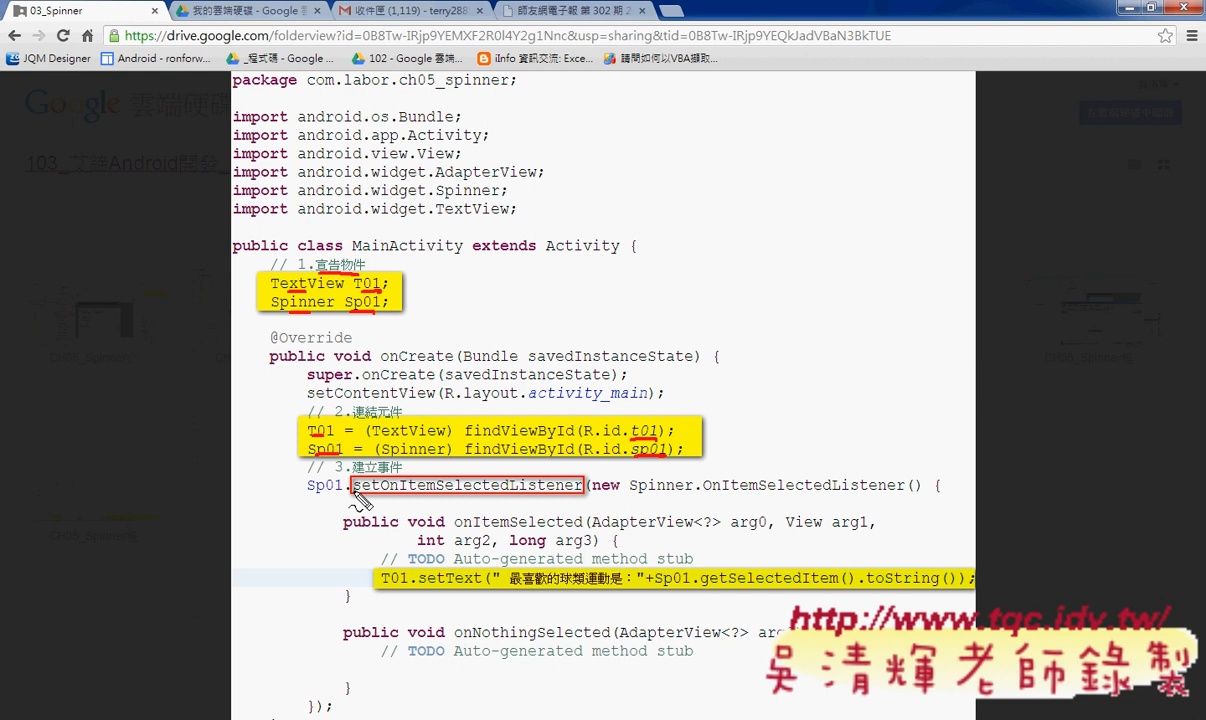 03_Spinner
我的雲端硬碟 - Google 雲
收件匣 (1,119) - terry288
師友網電子報 第 302 期 2
https://drive.google.com/folderview?id=0B8Tw-IRjp9YEMXF2R0l4Y2g1Nnc&usp=sharing&tid=0B8Tw-IRjp9YEQkJadVBaN3BkTUE
JQM Designer
Android - ronforw...
_程式碼 - Google ...
102 - Google 雲端...
iInfo 資訊交流: Exce...
請問如何以VBA擷取...
Google 雲端硬碟
package com.labor.ch05_spinner;
import android.os.Bundle;
import android.app.Activity;
import android.view.View;
import android.widget.AdapterView;
import android.widget.Spinner;
import android.widget.TextView;
public class MainActivity extends Activity {
// 1.宣告物件
TextView T01;
Spinner Sp01;
@Override
public void onCreate(Bundle savedInstanceState) {
super.onCreate(savedInstanceState);
setContentView(R.layout.activity_main);
// 2.連結元件
T01 = (TextView) findViewById(R.id.t01);
Sp01 = (Spinner) findViewById(R.id.sp01);
// 3.建立事件
Sp01.setOnItemSelectedListener(new Spinner.OnItemSelectedListener() {
public void onItemSelected(AdapterView<?> arg0, View arg1,
int arg2, long arg3) {
// TODO Auto-generated method stub
T01.setText(" 最喜歡的球類運動是："+Sp01.getSelectedItem().toString());
}
public void onNothingSelected(AdapterView<?> arg
// TODO Auto-generated method stub
}
});
http://www.tqc.idv.tw/
吳清輝老師錄製